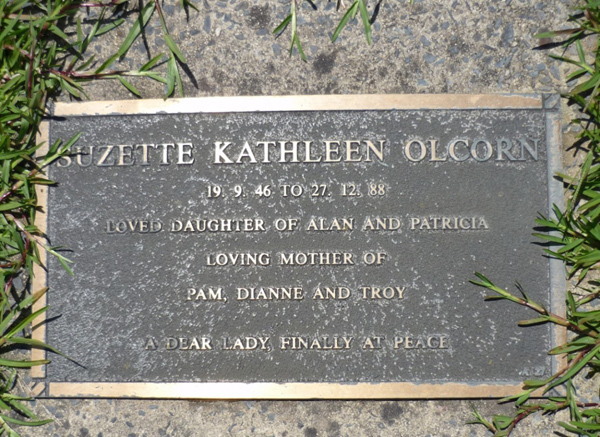 SUZETTE KATHLEEN OLCORN
19. 9. 46 TO 27. 12. 88
LOVED DAUGHTER OF ALAN AND PATRICIA
LOVING MOTHER OF
PAM, DIANNE AND TROY
A DEAR LADY, FINALLY AT PEACE